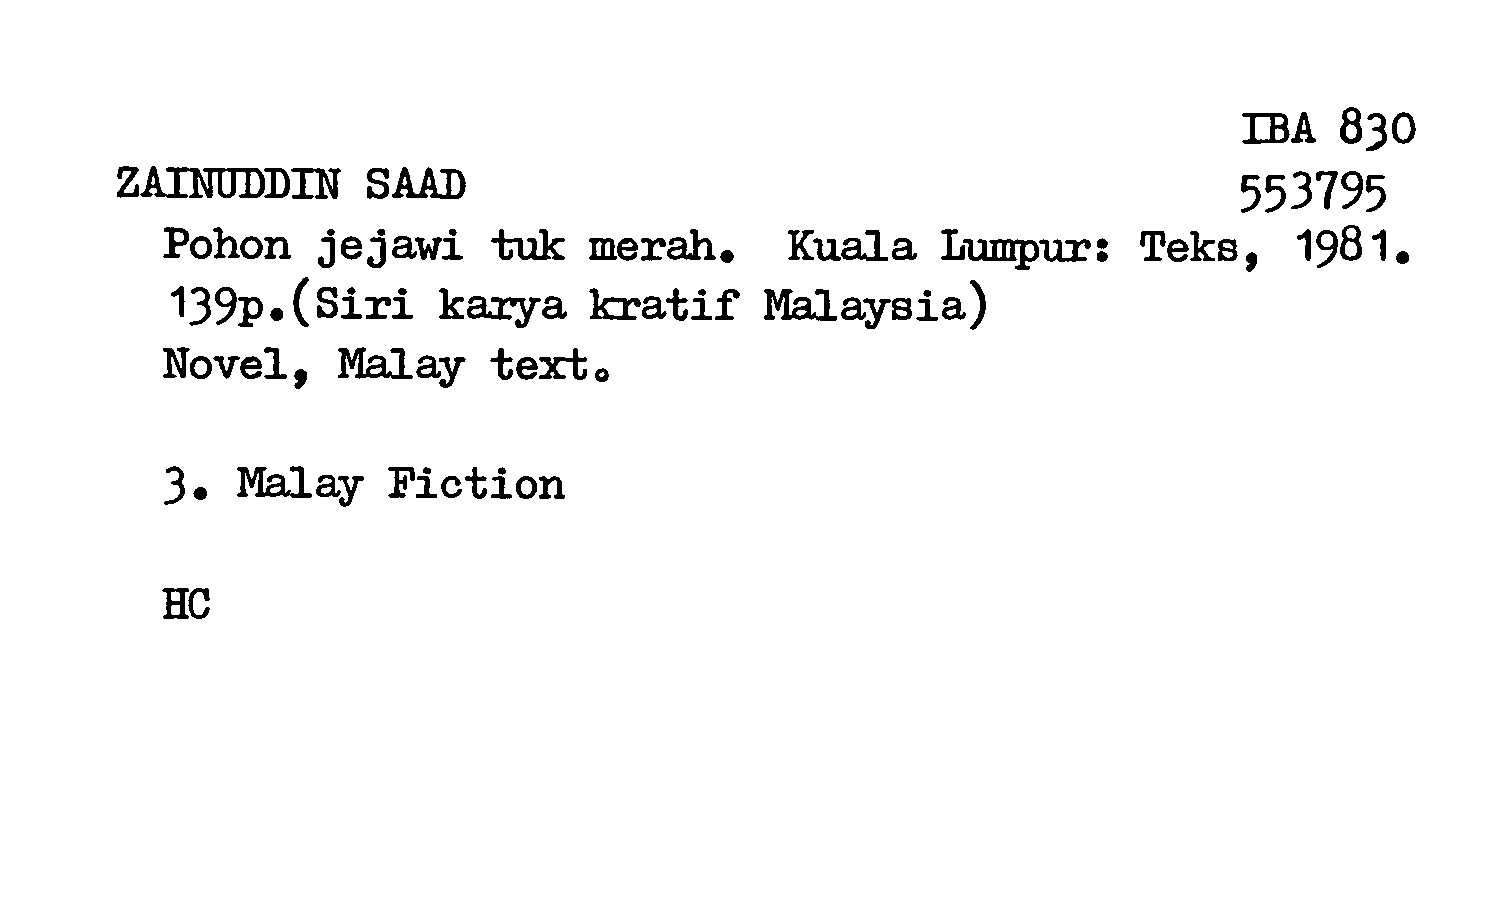 IBA 830
ZAINUDDIN SAAD 553795
Pohon jejawi tuk merah. Kuala Lumpur: Teks, 1981.
139p.(Siri karya kratif Malaysia)
Novel, Malay text.
3. Malay Fiction
HC